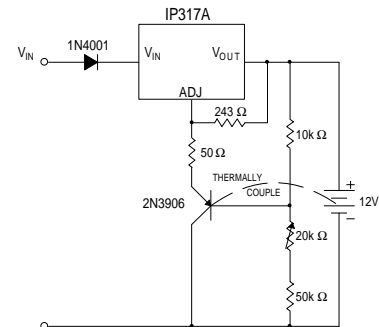 IP317A
1N4001
VIN
VIN
VOUT
ADJ
243 Ω
10k Ω
50 Ω
THERMALLY
COUPLE
2N3906
+
12V
−
20k Ω
50k Ω